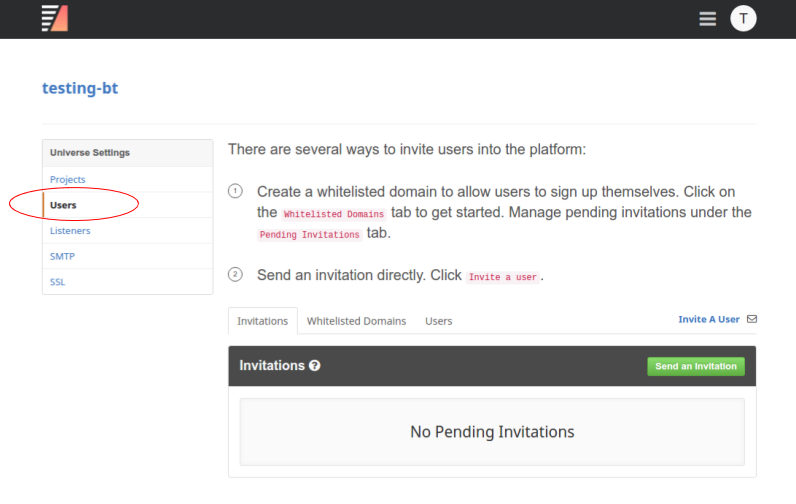 T
testing-bt
Universe Settings
Projects
Users
Listeners
SMTP
SSL
There are several ways to invite users into the platform:
1 Create a whitelisted domain to allow users to sign up themselves. Click on
the Whitelisted Domains tab to get started. Manage pending invitations under the
Pending Invitations tab.
2 Send an invitation directly. Click Invite a user.
Invitations Whitelisted Domains Users Invite A User
Invitations ? Send an Invitation
No Pending Invitations